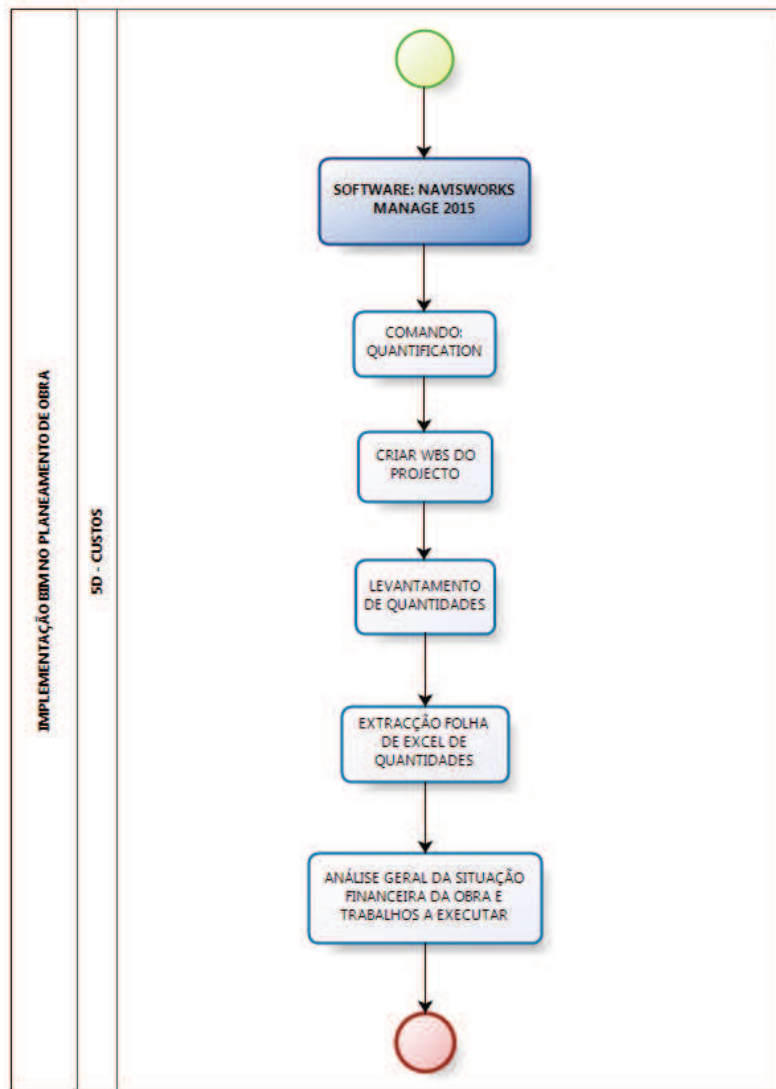 IMPLEMENTAÇÃO BIM NO PLANEAMENTO DE OBRA
5D - CUSTOS
SOFTWARE: NAVISWORKS
MANAGE 2015
COMANDO:
QUANTIFICATION
CRIAR WBS DO
PROJECTO
LEVANTAMENTO
DE QUANTIDADES
EXTRACÇÃO FOLHA
DE EXCEL DE
QUANTIDADES
ANÁLISE GERAL DA SITUAÇÃO
FINANCEIRA DA OBRA E
TRABALHOS A EXECUTAR